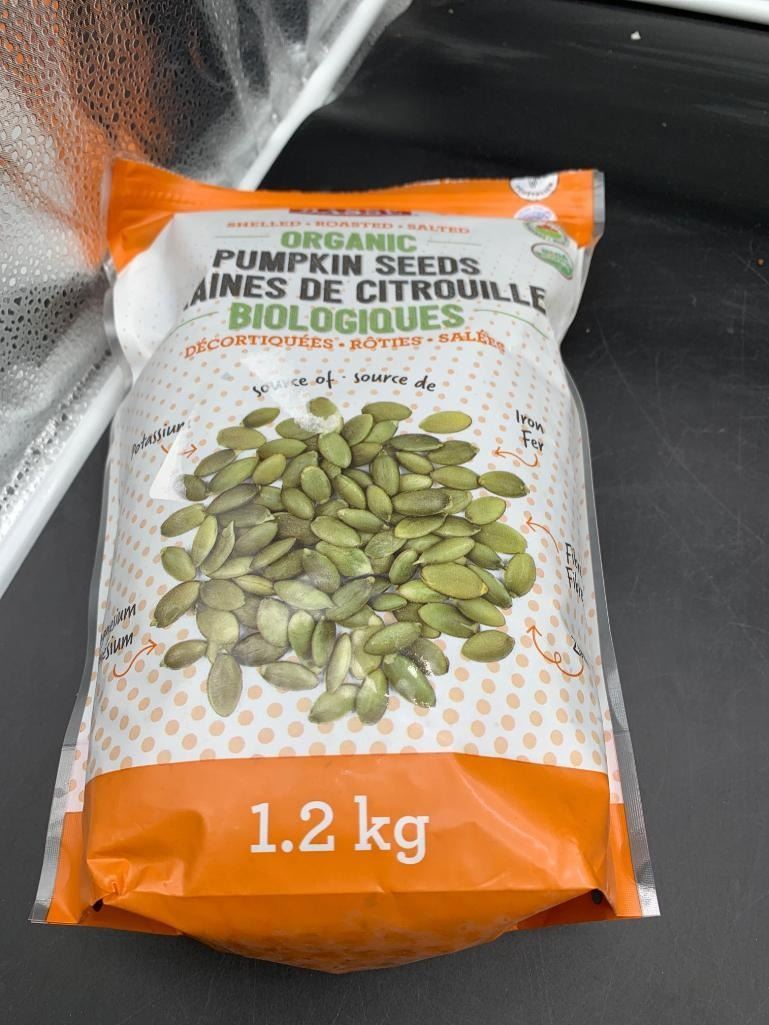 SHELLED • ROASTED • SALTED
ORGANIC
PUMPKIN SEEDS
AINES DE CITROUILLE
BIOLOGIQUES
DÉCORTIQUÉES • RÔTIES • SALÉES
source of · source de
Potassium
Iron
Fer
1.2 kg